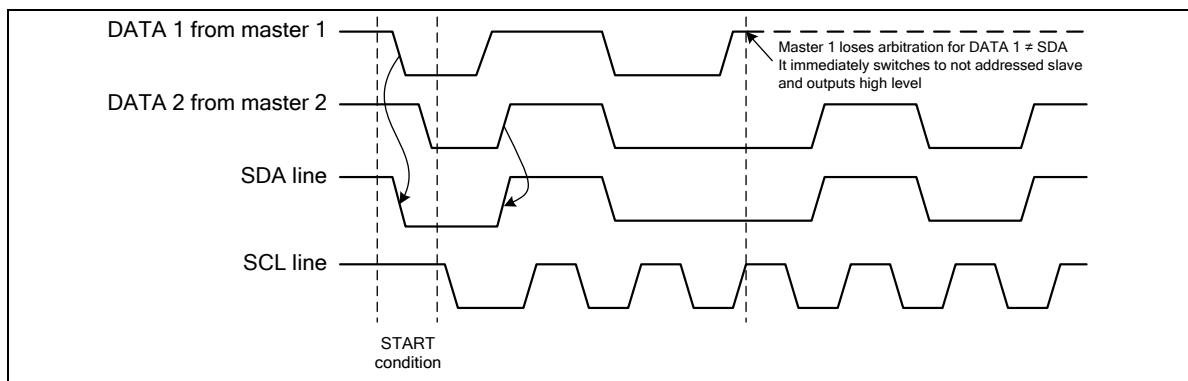 DATA 1 from master 1
Master 1 loses arbitration for DATA 1 ≠ SDA
It immediately switches to not addressed slave
and outputs high level
DATA 2 from master 2
SDA line
SCL line
START
condition